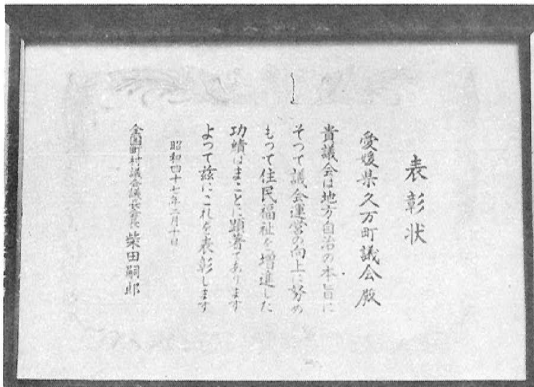 表彰状
愛媛県久万町議会殿
貴議会は地方自治の本旨に
そって議会運営の向上に努め
もって住民福祉を増進した
功績はまことに顕著であります
よって茲にこれを表彰します
昭和四十七年二月十日
全国町村議会議長会長 柴田嗣郎